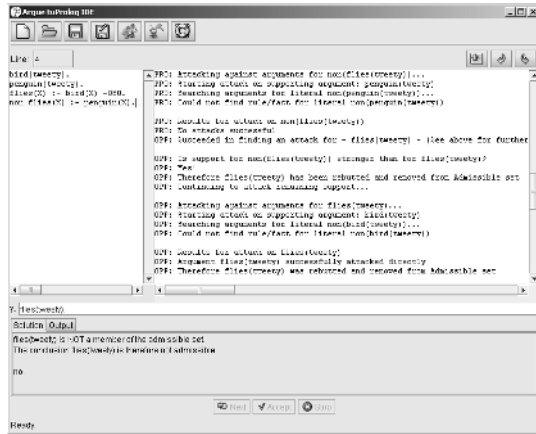 Argue tuProlog IDE
Line: 4
bird(tweety).
penguin(tweety).
flies(X) :- bird(X)
non flies(X) :- penguin(X).
PRO: Attacking against arguments for non(flies(tweety))...
PRO: Starting attack on supporting argument: penguin(tweety)
PRO: Searching arguments for literal non(penguin(tweety))...
PRO: Could not find rule/fact for literal non(penguin(tweety))
PRO: Results for attack on non(flies(tweety))
PRO: No attacks successful
OPP: Succeeded in finding an attack for - flies(tweety) - (See above for further
OPP: Is support for non(flies(tweety)) stronger than for flies(tweety)?
OPP: Yes!
OPP: Therefore flies(tweety) has been rebutted and removed from Admissible set
OPP: Continuing to attack remaining support...
OPP: Attacking against arguments for flies(tweety)...
OPP: Starting attack on supporting argument: bird(tweety)
OPP: Searching arguments for literal non(bird(tweety))...
OPP: Could not find rule/fact for literal non(bird(tweety))
OPP: Results for attack on flies(tweety)
OPP: Argument flies(tweety) successfully attacked directly
OPP: Therefore flies(tweety) was rebutted and removed from Admissible set
?- flies(tweety).
Solution Output
flies(tweety) is NOT a member of the admissible set
The conclusion flies(tweety) is therefore not admissible
no
Next Accept Stop
Ready.